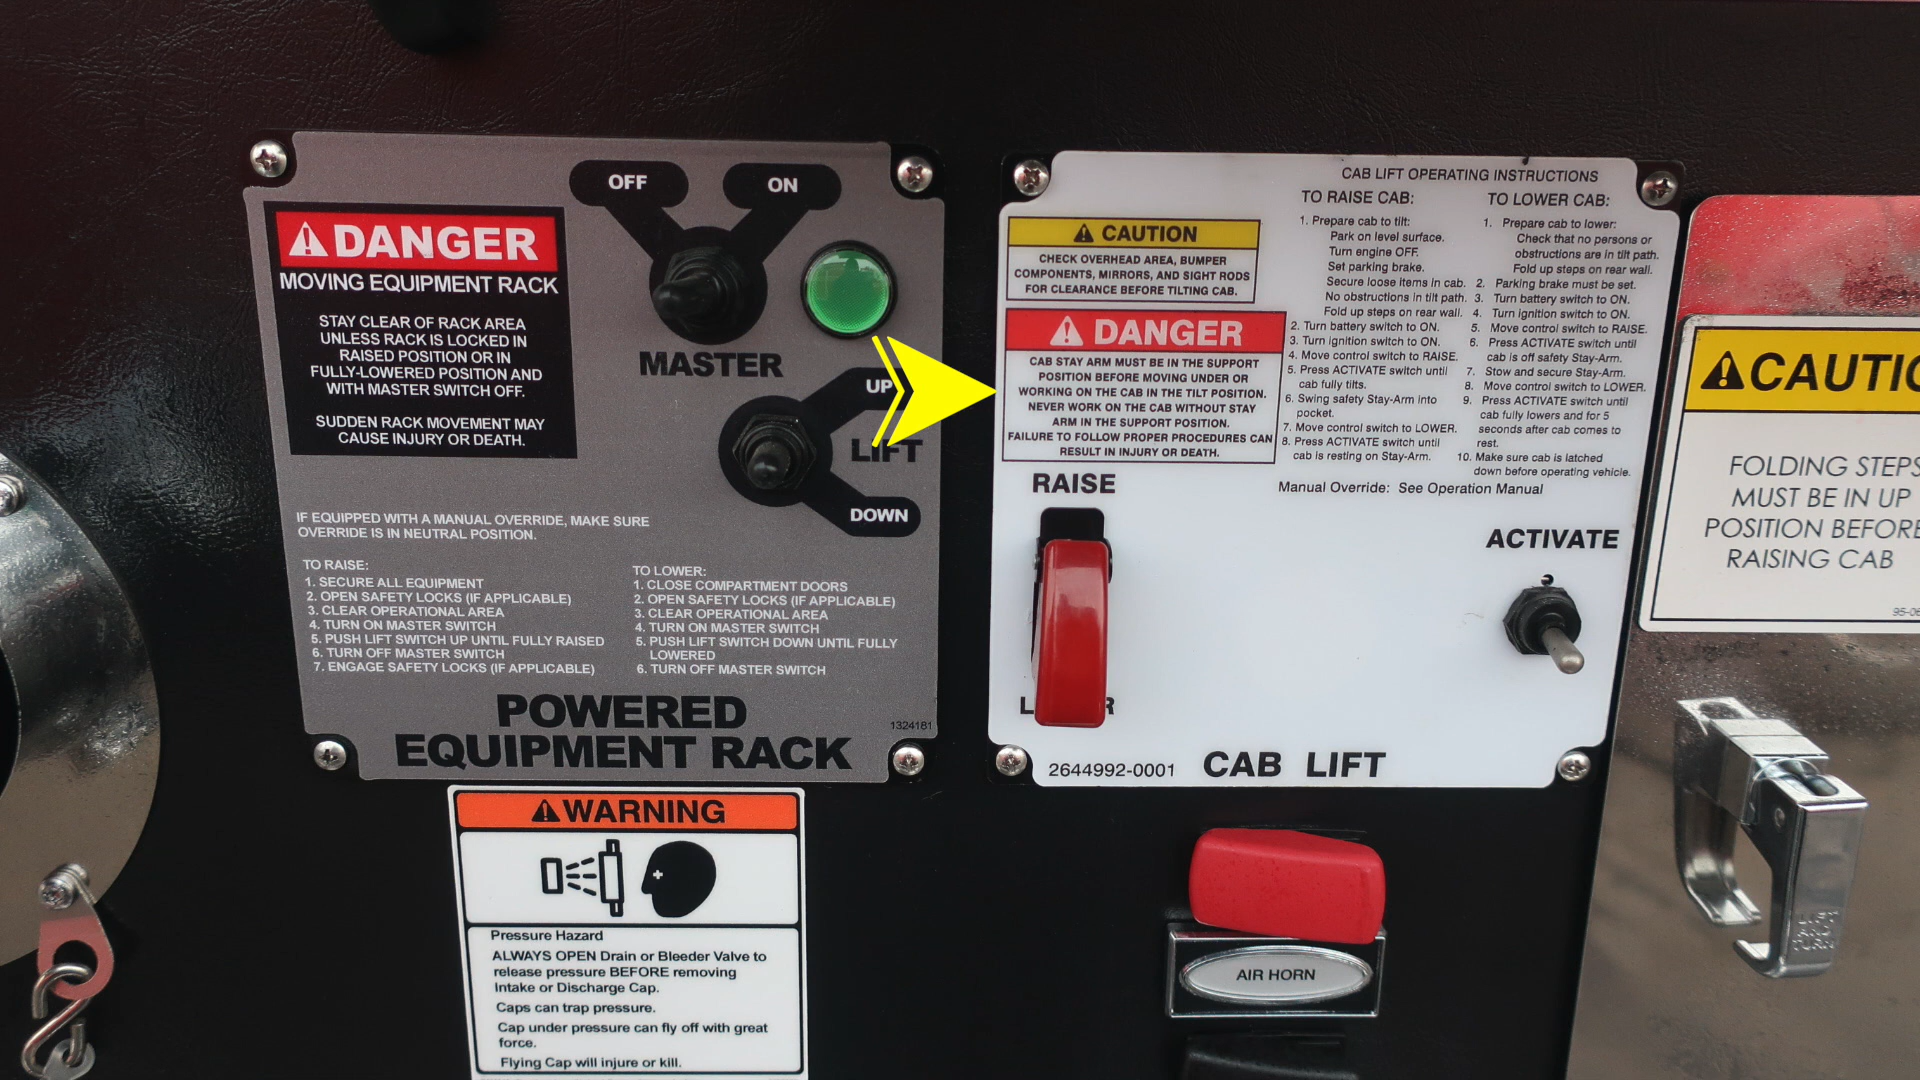 OFF
ON
DANGER
MOVING EQUIPMENT RACK
STAY CLEAR OF RACK AREA
UNLESS RACK IS LOCKED IN
RAISED POSITION OR IN
FULLY-LOWERED POSITION AND
WITH MASTER SWITCH OFF.
SUDDEN RACK MOVEMENT MAY
CAUSE INJURY OR DEATH.
MASTER
UP
LIFT
DOWN
IF EQUIPPED WITH A MANUAL OVERRIDE, MAKE SURE
OVERRIDE IS IN NEUTRAL POSITION.
TO RAISE:
1. SECURE ALL EQUIPMENT
2. OPEN SAFETY LOCKS (IF APPLICABLE)
3. CLEAR OPERATIONAL AREA
4. TURN ON MASTER SWITCH
5. PUSH LIFT SWITCH UP UNTIL FULLY RAISED
6. TURN OFF MASTER SWITCH
7. ENGAGE SAFETY LOCKS (IF APPLICABLE)
TO LOWER:
1. CLOSE COMPARTMENT DOORS
2. OPEN SAFETY LOCKS (IF APPLICABLE)
3. CLEAR OPERATIONAL AREA
4. TURN ON MASTER SWITCH
5. PUSH LIFT SWITCH DOWN UNTIL FULLY
LOWERED
6. TURN OFF MASTER SWITCH
1324181
POWERED
EQUIPMENT RACK
WARNING
Pressure Hazard
ALWAYS OPEN Drain or Bleeder Valve to
release pressure BEFORE removing
Intake or Discharge Cap.
Caps can trap pressure.
Cap under pressure can fly off with great
force.
Flying Cap will injure or kill.
CAB LIFT OPERATING INSTRUCTIONS
CAUTION
CHECK OVERHEAD AREA, BUMPER
COMPONENTS, MIRRORS, AND SIGHT RODS
FOR CLEARANCE BEFORE TILTING CAB.
DANGER
CAB STAY ARM MUST BE IN THE SUPPORT
POSITION BEFORE MOVING UNDER OR
WORKING ON THE CAB IN THE TILT POSITION.
NEVER WORK ON THE CAB WITHOUT STAY
ARM IN THE SUPPORT POSITION.
FAILURE TO FOLLOW PROPER PROCEDURES CAN
RESULT IN INJURY OR DEATH.
TO RAISE CAB:
1. Prepare cab to tilt:
Park on level surface.
Turn engine OFF.
Set parking brake.
Secure loose items in cab.
No obstructions in tilt path.
Fold up steps on rear wall.
2. Turn battery switch to ON.
3. Turn ignition switch to ON.
4. Move control switch to RAISE.
5. Press ACTIVATE switch until
cab fully tilts.
6. Swing safety Stay-Arm into
pocket.
7. Move control switch to LOWER.
8. Press ACTIVATE switch until
cab is resting on Stay-Arm.
TO LOWER CAB:
1. Prepare cab to lower:
Check that no persons or
obstructions are in tilt path.
Fold up steps on rear wall.
2. Parking brake must be set.
3. Turn battery switch to ON.
4. Turn ignition switch to ON.
5. Move control switch to RAISE.
6. Press ACTIVATE switch until
cab is off safety Stay-Arm.
7. Stow and secure Stay-Arm.
8. Move control switch to LOWER.
9. Press ACTIVATE switch until
cab fully lowers and for 5
seconds after cab comes to
rest.
10. Make sure cab is latched
down before operating vehicle.
Manual Override: See Operation Manual
RAISE
ACTIVATE
2644992-0001
CAB LIFT
AIR HORN
FOLDING STEPS
MUST BE IN UP
POSITION BEFORE
RAISING CAB
LIFT
AND
TURN